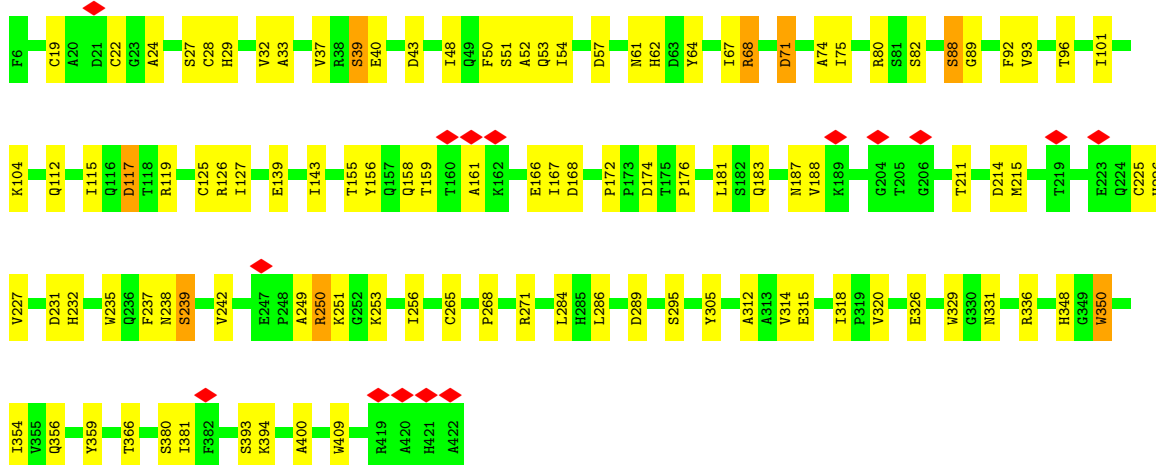 F6 C19 A20 D21 C22 G23 A24 S27 C28 H29 V32 A33 V37 R38 S39 E40 D43 I48 Q49 F50 S51 A52 Q53 I54 D57 N61 H62 D63 Y64 I67 R68 D71 A74 I75 R80 S81 S82 S88 G89 F92 V93 T96 I101
K104 Q112 I115 Q116 D117 T118 R119 C125 R126 I127 E139 I143 T155 Y156 Q157 Q158 T159 T160 A161 K162 E166 I167 D168 P172 P173 D174 T175 P176 L181 S182 Q183 N187 V188 K189 G204 T205 G206 T211 D214 M215 T219 E223 Q224 C225
V227 D231 H232 W235 Q236 F237 N238 S239 V242 E247 P248 A249 R250 K251 G252 K253 I256 C265 P268 R271 L284 H285 L286 D289 S295 Y305 A312 A313 V314 E315 I318 P319 V320 E326 W329 G330 N331 R336 H348 G349 W350
I354 V355 Q356 Y359 T366 S380 I381 F382 S393 K394 A400 W409 R419 A420 H421 A422